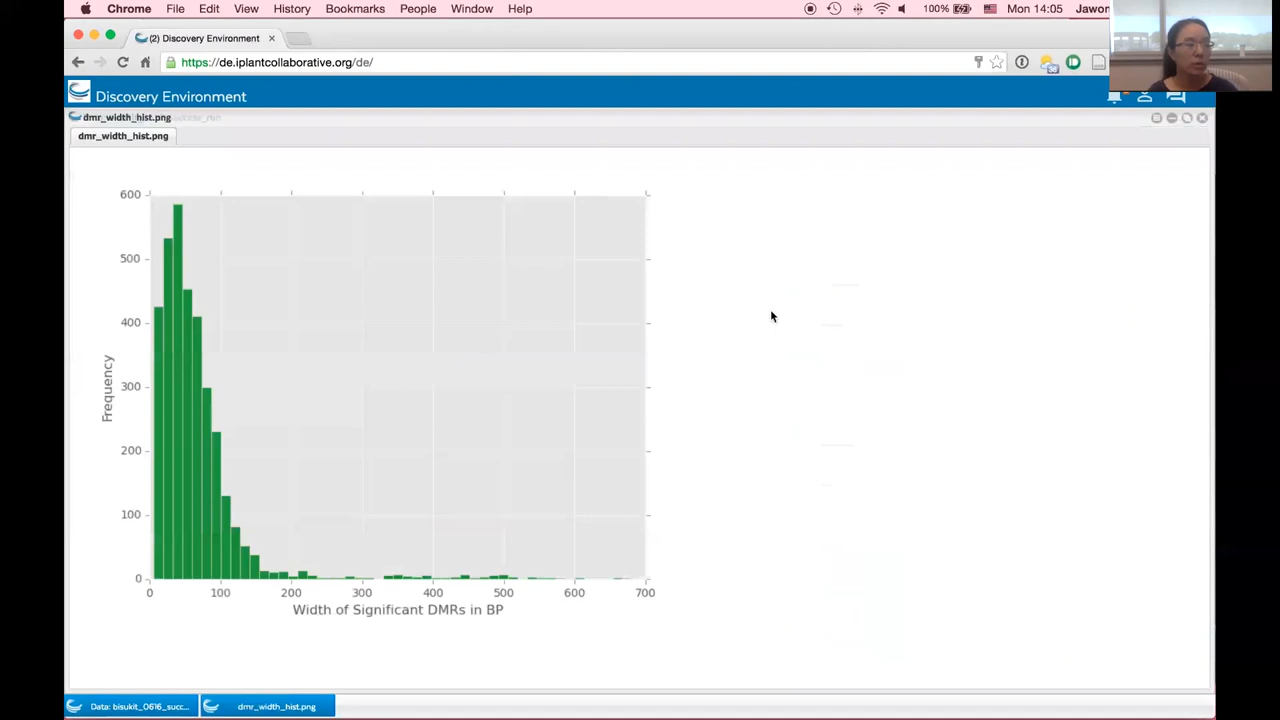 Chrome File Edit View History Bookmarks People Window Help 100% Mon 14:05 Jawon
(2) Discovery Environment
https://de.iplantcollaborative.org/de/
Discovery Environment
dmr_width_hist.png
dmr_width_hist.png
600
500
400
300
200
100
0
Frequency
0 100 200 300 400 500 600 700
Width of Significant DMRs in BP
Data: bisukit_0616_succ... dmr_width_hist.png